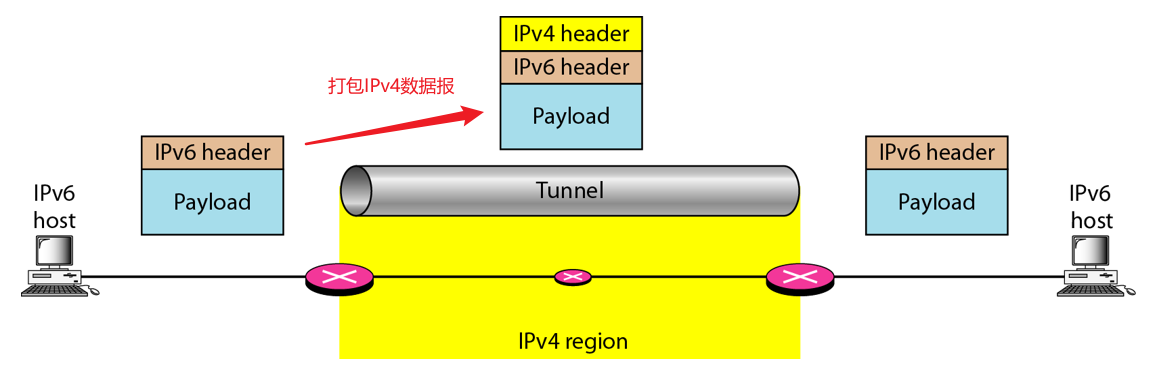 IPv4 header
IPv6 header
Payload
打包IPv4数据报
IPv6 header
Payload
IPv6 header
Payload
IPv6
host
Tunnel
IPv6
host
IPv4 region